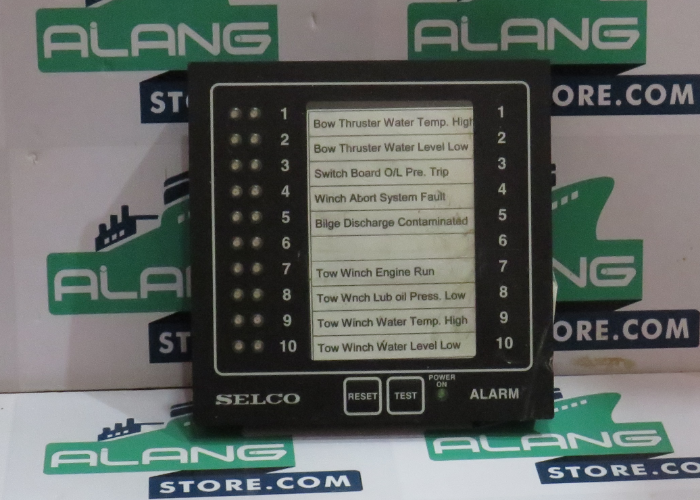 ALANG
STORE.COM
ALANG
STORE.COM
1 Bow Thruster Water Temp. High 1
2 Bow Thruster Water Level Low 2
3 Switch Board O/L Pre. Trip 3
4 Winch Abort System Fault 4
5 Bilge Discharge Contaminated 5
6 6
7 Tow Winch Engine Run 7
8 Tow Wnch Lub oil Press. Low 8
9 Tow Winch Water Temp. High 9
10 Tow Winch Water Level Low 10
SELCO
RESET
TEST
POWER
ON
ALARM
ALANG
ST
NG
ORE.COM
ALANG
STORE.COM
ALANG
STORE.COM